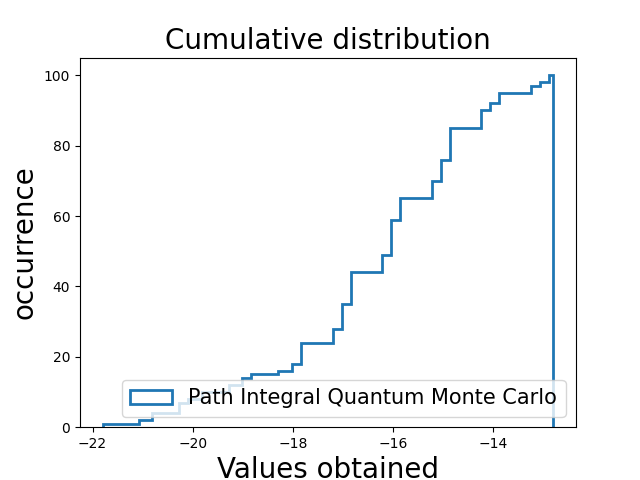 Cumulative distribution
occurrence
100
80
60
40
20
0
Path Integral Quantum Monte Carlo
−22 −20 −18 −16 −14
Values obtained